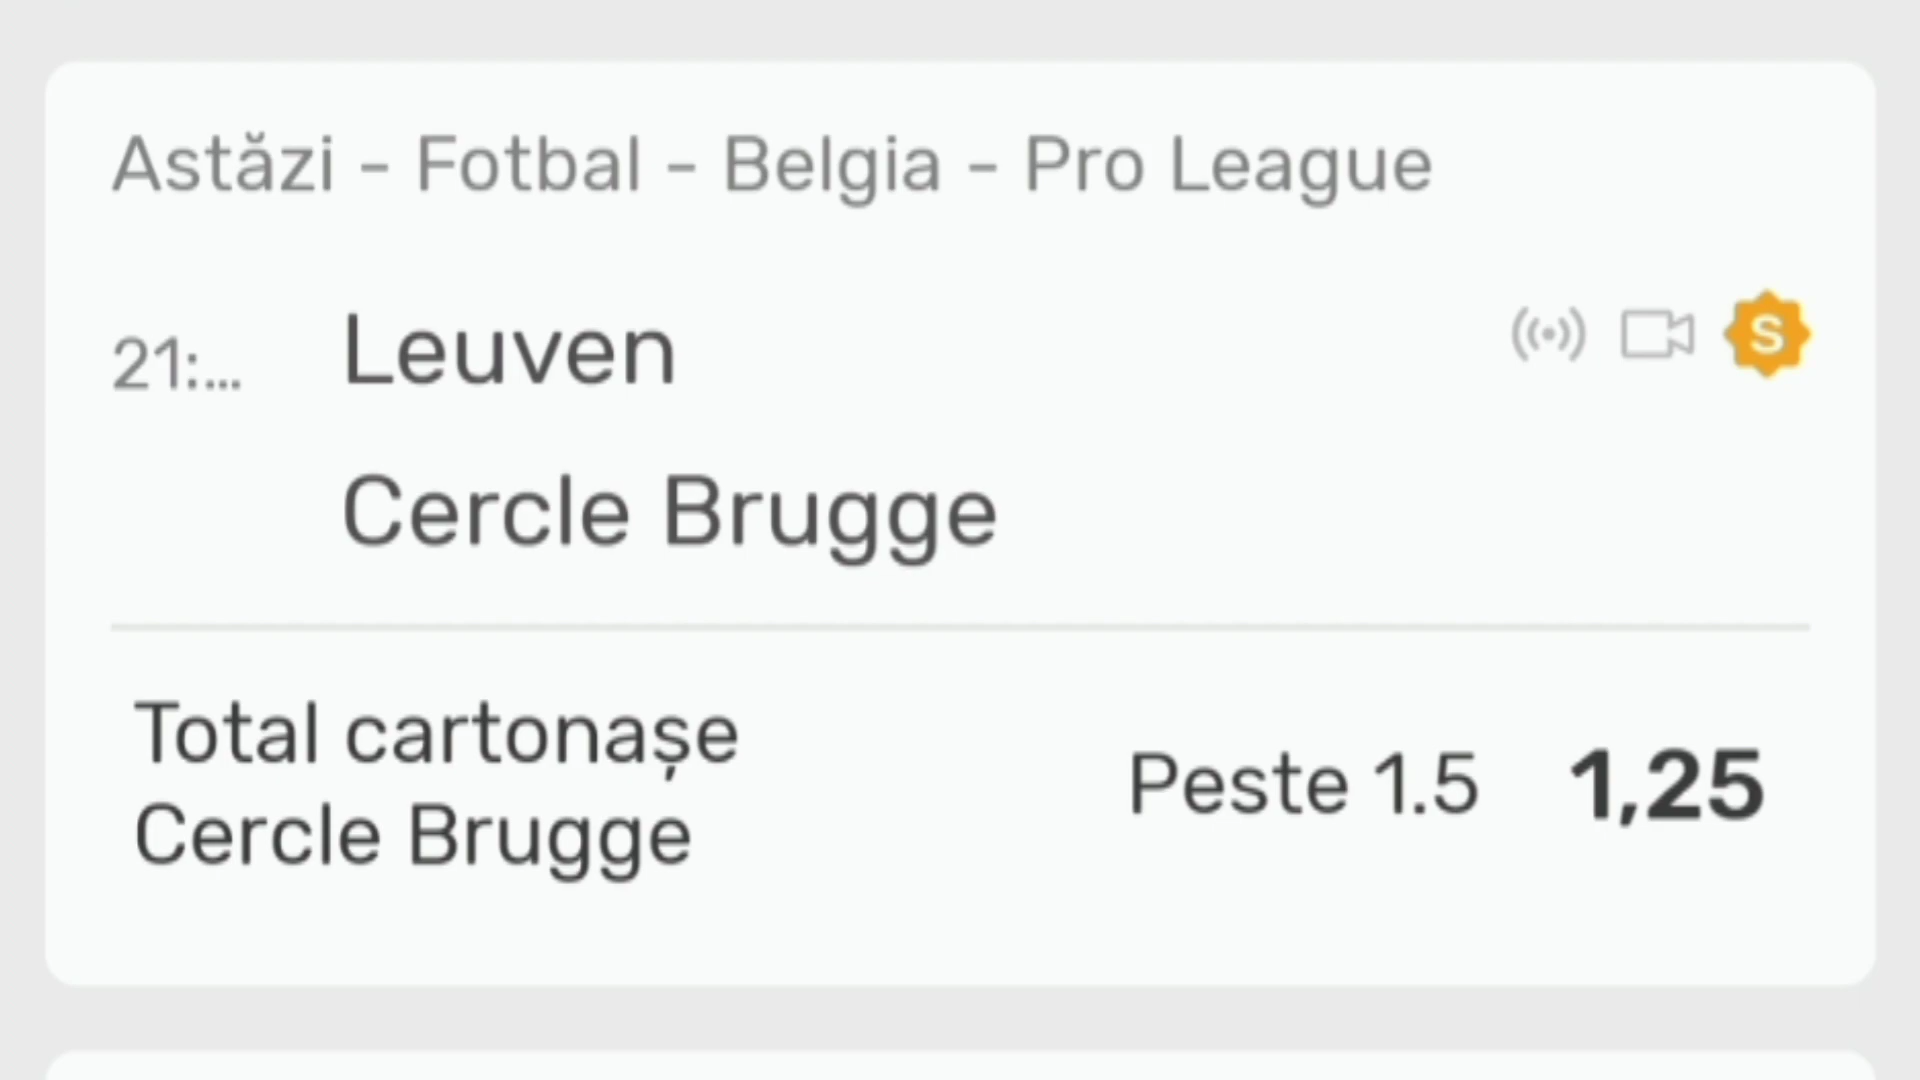 Astăzi - Fotbal - Belgia - Pro League
21:... Leuven
S
Cercle Brugge
Total cartonașe
Cercle Brugge
Peste 1.5 1,25